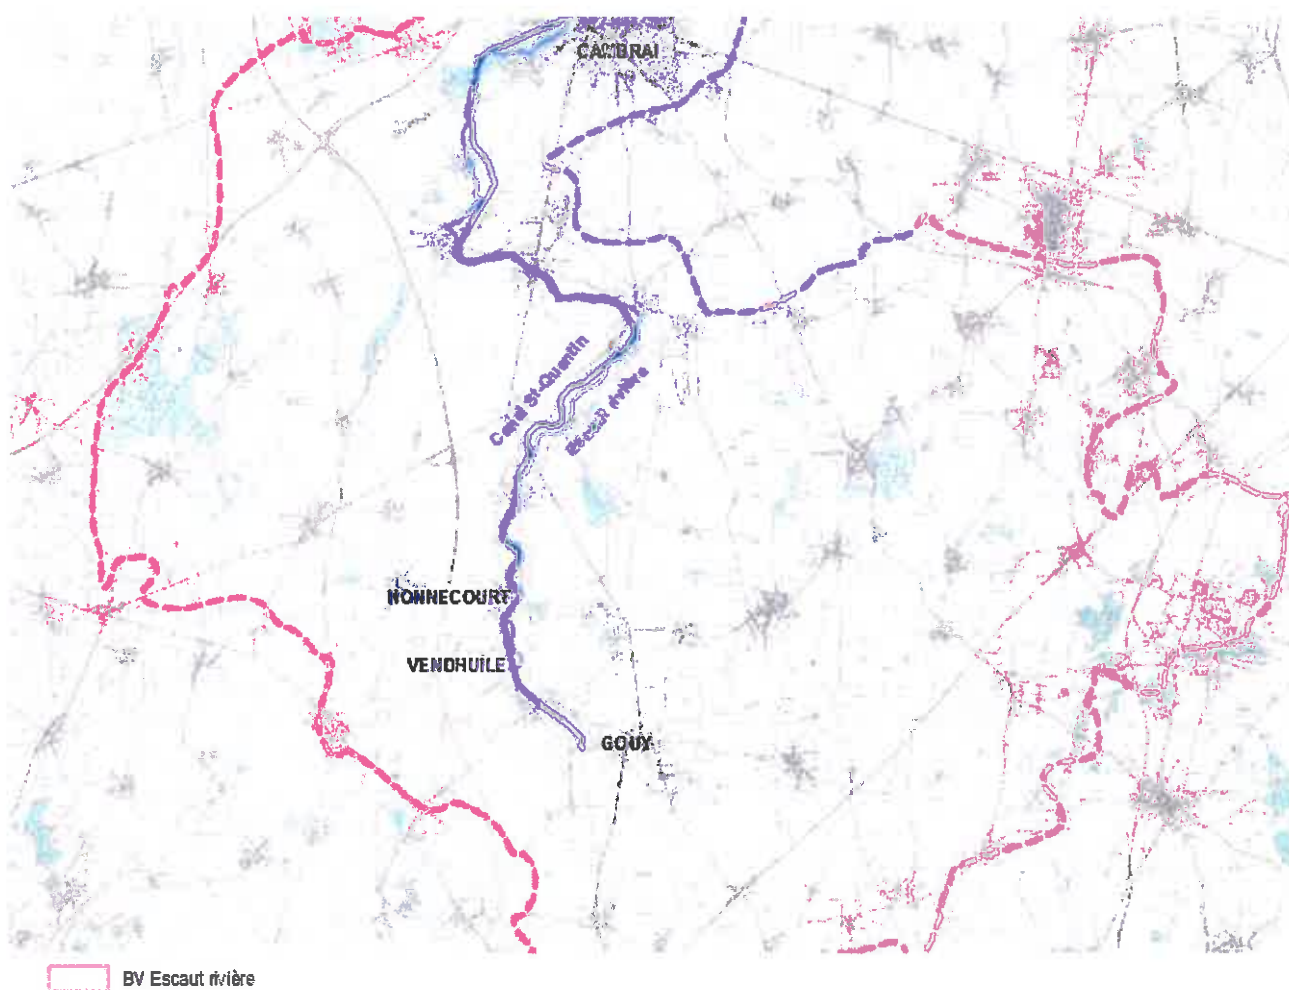 CAMBRAI
Canal St-Quentin
Escaut rivière
HONNECOURT
VENDHUILE
GOUY
BV Escaut rivière